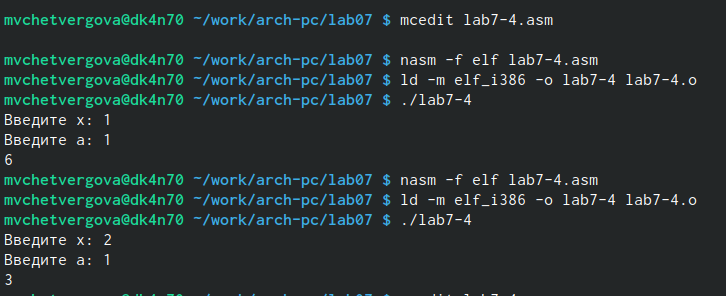 mvchetvergova@dk4n70 ~/work/arch-pc/lab07 $ mcedit lab7-4.asm
mvchetvergova@dk4n70 ~/work/arch-pc/lab07 $ nasm -f elf lab7-4.asm
mvchetvergova@dk4n70 ~/work/arch-pc/lab07 $ ld -m elf_i386 -o lab7-4 lab7-4.o
mvchetvergova@dk4n70 ~/work/arch-pc/lab07 $ ./lab7-4
Введите x: 1
Введите a: 1
6
mvchetvergova@dk4n70 ~/work/arch-pc/lab07 $ nasm -f elf lab7-4.asm
mvchetvergova@dk4n70 ~/work/arch-pc/lab07 $ ld -m elf_i386 -o lab7-4 lab7-4.o
mvchetvergova@dk4n70 ~/work/arch-pc/lab07 $ ./lab7-4
Введите x: 2
Введите a: 1
3